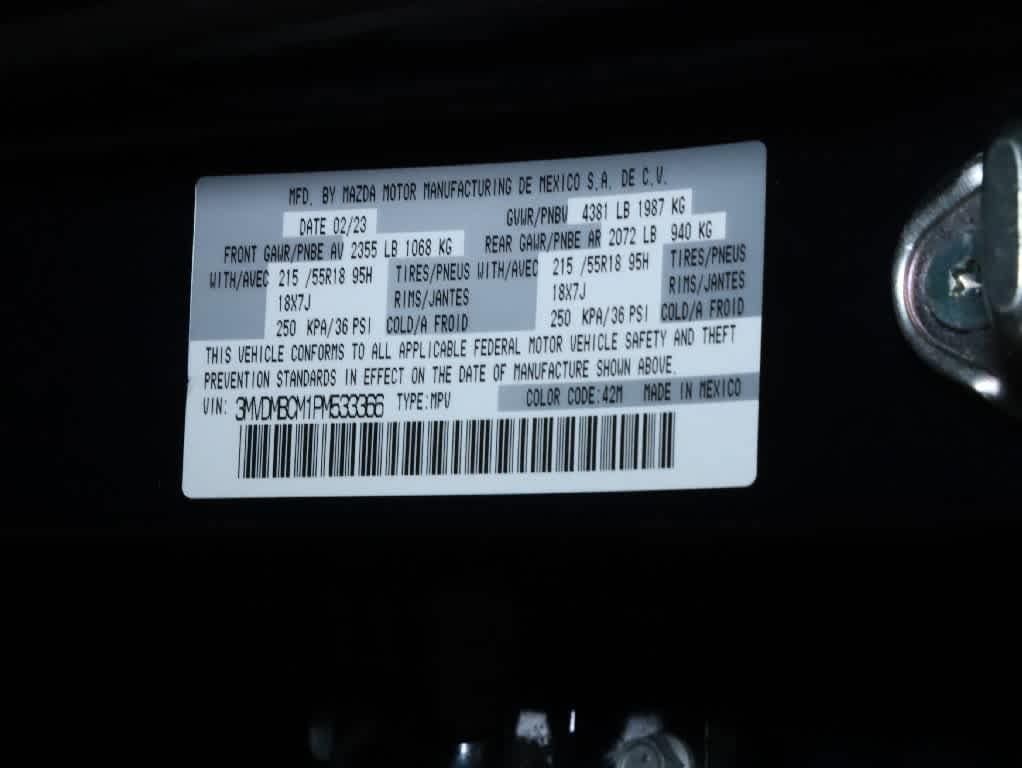 MFD. BY MAZDA MOTOR MANUFACTURING DE MEXICO S.A. DE C.V.
DATE 02/23 GVWR/PNBV 4381 LB 1987 KG
FRONT GAWR/PNBE AV 2355 LB 1068 KG REAR GAWR/PNBE AR 2072 LB 940 KG
WITH/AVEC 215 /55R18 95H TIRES/PNEUS WITH/AVEC 215 /55R18 95H TIRES/PNEUS
18X7J RIMS/JANTES 18X7J RIMS/JANTES
250 KPA/36 PSI COLD/A FROID 250 KPA/36 PSI COLD/A FROID
THIS VEHICLE CONFORMS TO ALL APPLICABLE FEDERAL MOTOR VEHICLE SAFETY AND THEFT
PREVENTION STANDARDS IN EFFECT ON THE DATE OF MANUFACTURE SHOWN ABOVE.
VIN: 3MVDMBCM1PM533366 TYPE:MPV COLOR CODE:42M MADE IN MEXICO